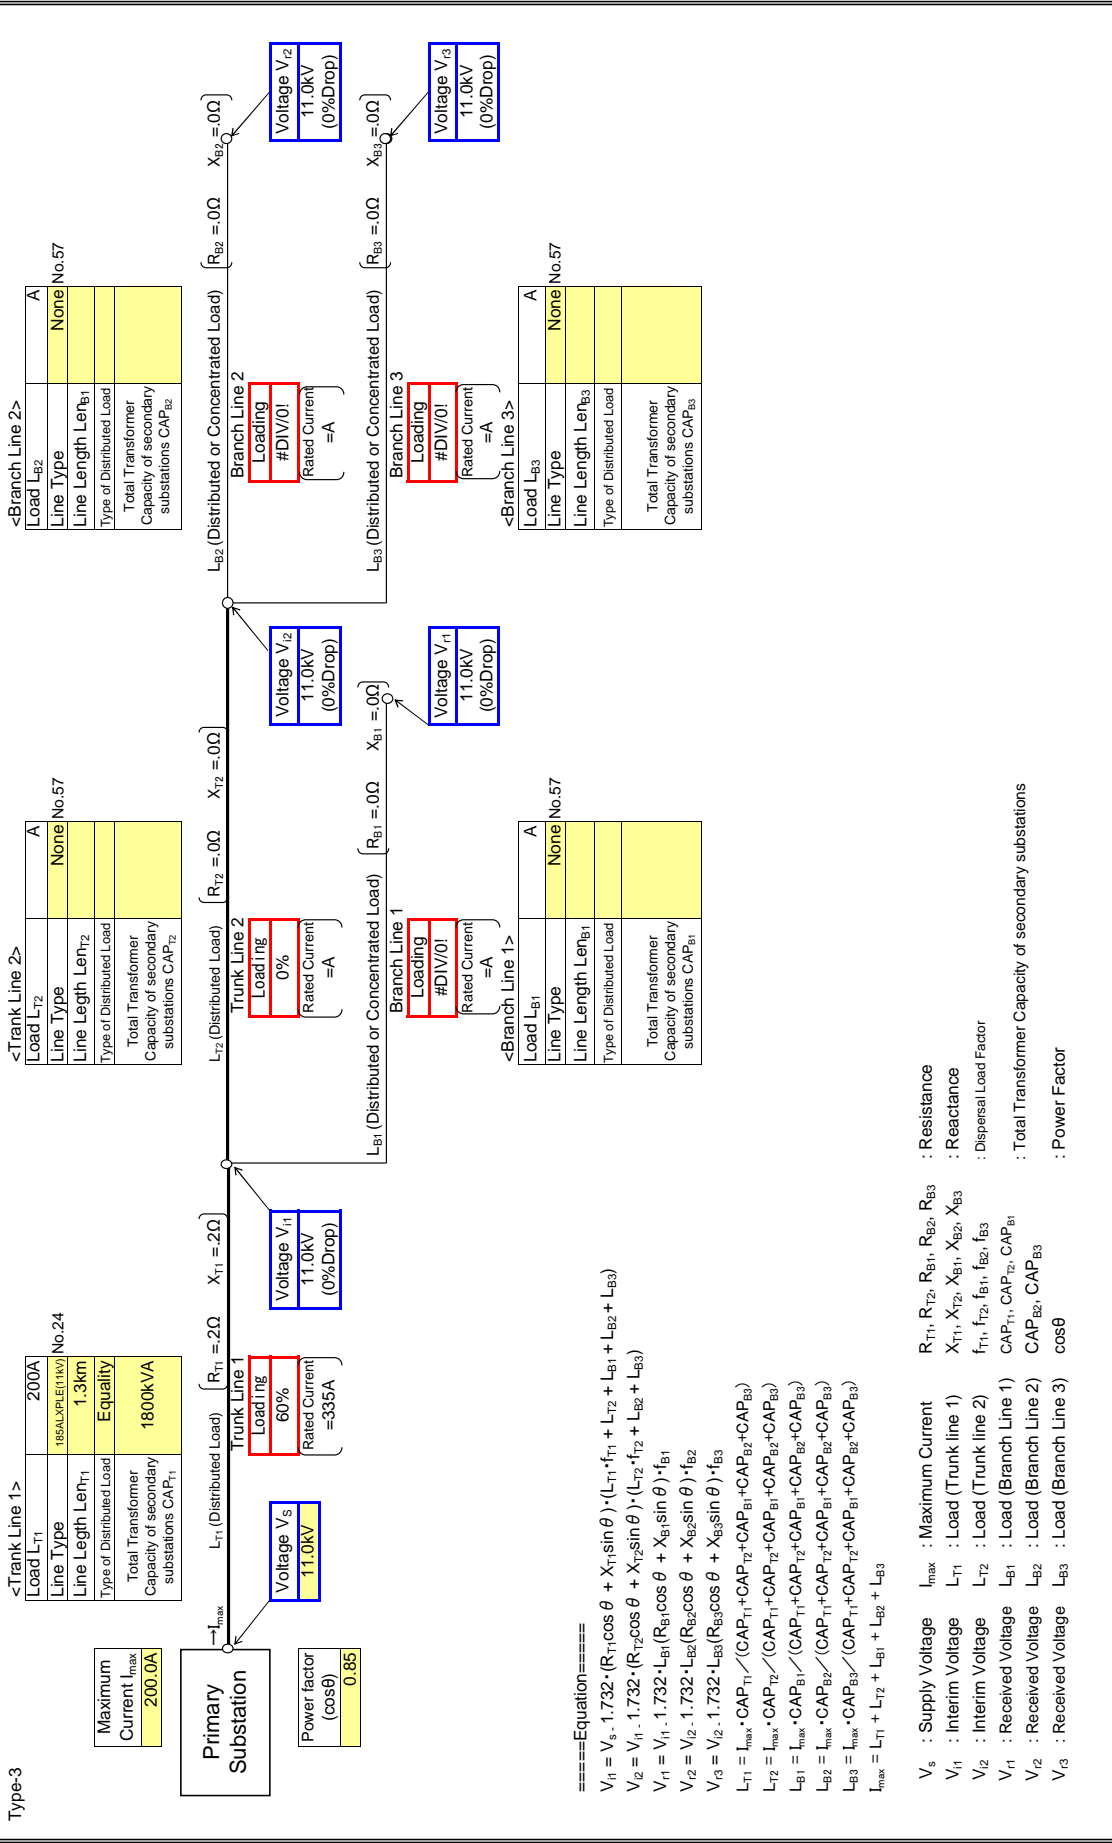 Type-3
Maximum
Current Imax
200.0A
Primary
Substation
Power factor
(cosθ)
0.85
→Imax
Voltage VS
11.0kV
<Trank Line 1>
Load LT1 200A
Line Type 185ALXPLE(11kV) No.24
Line Legth LenT1 1.3km
Type of Distributed Load Equality
Total Transformer
Capacity of secondary
substations CAPT1
1800kVA
LT1 (Distributed Load)
RT1 =.2Ω XT1 =.2Ω
Trunk Line 1
Loading
60%
Rated Current
=335A
Voltage Vi1
11.0kV
(0%Drop)
<Trank Line 2>
Load LT2 A
Line Type None No.57
Line Length LenT2
Type of Distributed Load
Total Transformer
Capacity of secondary
substations CAPT2
LT2 (Distributed Load)
RT2 =.0Ω XT2 =.0Ω
Trunk Line 2
Loading
0%
Rated Current
=A
Voltage Vi2
11.0kV
(0%Drop)
LB1 (Distributed or Concentrated Load)
RB1 =.0Ω XB1 =.0Ω
Branch Line 1
Loading
#DIV/0!
Rated Current
=A
Voltage Vr1
11.0kV
(0%Drop)
<Branch Line 1>
Load LB1 A
Line Type None No.57
Line Length LenB1
Type of Distributed Load
Total Transformer
Capacity of secondary
substations CAPB1
<Branch Line 2>
Load LB2 A
Line Type None No.57
Line Length LenB1
Type of Distributed Load
Total Transformer
Capacity of secondary
substations CAPB2
LB2 (Distributed or Concentrated Load)
RB2 =.0Ω XB2 =.0Ω
Branch Line 2
Loading
#DIV/0!
Rated Current
=A
Voltage Vr2
11.0kV
(0%Drop)
LB3 (Distributed or Concentrated Load)
RB3 =.0Ω XB3 =.0Ω
Branch Line 3
Loading
#DIV/0!
Rated Current
=A
Voltage Vr3
11.0kV
(0%Drop)
<Branch Line 3>
Load LB3 A
Line Type None No.57
Line Length LenB3
Type of Distributed Load
Total Transformer
Capacity of secondary
substations CAPB3
=====Equation=====
Vi1 = Vs - 1.732・(RT1cos θ + XT1sin θ)・(LT1・fT1 + LT2 + LB1 + LB2 + LB3)
Vi2 = Vi1 - 1.732・(RT2cos θ + XT2sin θ)・(LT2・fT2 + LB2 + LB3)
Vr1 = Vi1 - 1.732・LB1(RB1cos θ + XB1sin θ)・fB1
Vr2 = Vi2 - 1.732・LB2(RB2cos θ + XB2sin θ)・fB2
Vr3 = Vi2 - 1.732・LB3(RB3cos θ + XB3sin θ)・fB3
LT1 = Imax・CAPT1／(CAPT1+CAPT2+CAPB1+CAPB2+CAPB3)
LT2 = Imax・CAPT2／(CAPT1+CAPT2+CAPB1+CAPB2+CAPB3)
LB1 = Imax・CAPB1／(CAPT1+CAPT2+CAPB1+CAPB2+CAPB3)
LB2 = Imax・CAPB2／(CAPT1+CAPT2+CAPB1+CAPB2+CAPB3)
LB3 = Imax・CAPB3／(CAPT1+CAPT2+CAPB1+CAPB2+CAPB3)
Imax = LT1 + LT2 + LB1 + LB2 + LB3
Vs : Supply Voltage Imax : Maximum Current RT1, RT2, RB1, RB2, RB3 : Resistance
Vi1 : Interim Voltage LT1 : Load (Trunk line 1) XT1, XT2, XB1, XB2, XB3 : Reactance
Vi2 : Interim Voltage LT2 : Load (Trunk line 2) fT1, fT2, fB1, fB2, fB3 : Dispersal Load Factor
Vr1 : Received Voltage LB1 : Load (Branch Line 1) CAPT1, CAPT2, CAPB1 : Total Transformer Capacity of secondary substations
Vr2 : Received Voltage LB2 : Load (Branch Line 2) CAPB2, CAPB3
Vr3 : Received Voltage LB3 : Load (Branch Line 3) cosθ : Power Factor